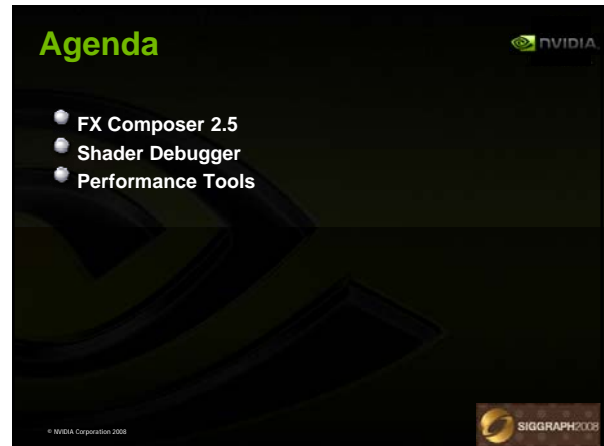 Agenda
NVIDIA.
FX Composer 2.5
Shader Debugger
Performance Tools
© NVIDIA Corporation 2008
SIGGRAPH2008